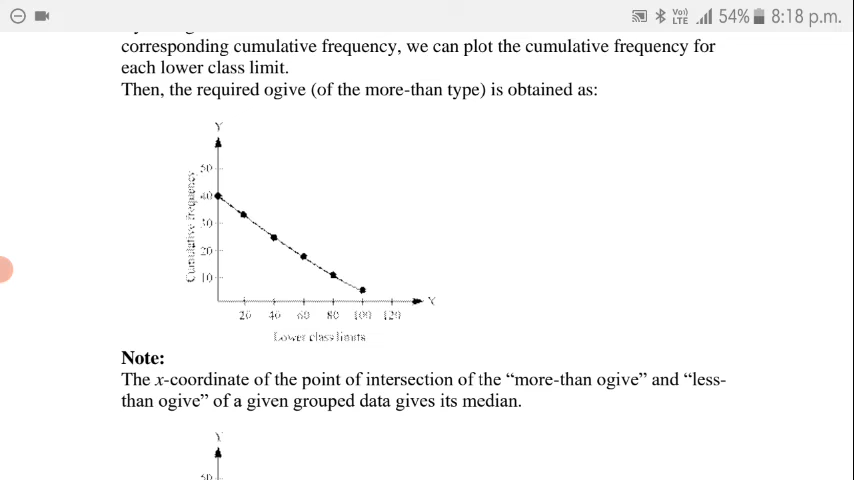 Vo))
LTE
54%
8:18 p.m.
corresponding cumulative frequency, we can plot the cumulative frequency for
each lower class limit.
Then, the required ogive (of the more-than type) is obtained as:
Y
50
40
30
20
10
Cumulative frequency
20 40 60 80 100 120
Lower class limits
Note:
The x-coordinate of the point of intersection of the “more-than ogive” and “less-
than ogive” of a given grouped data gives its median.
Y
50